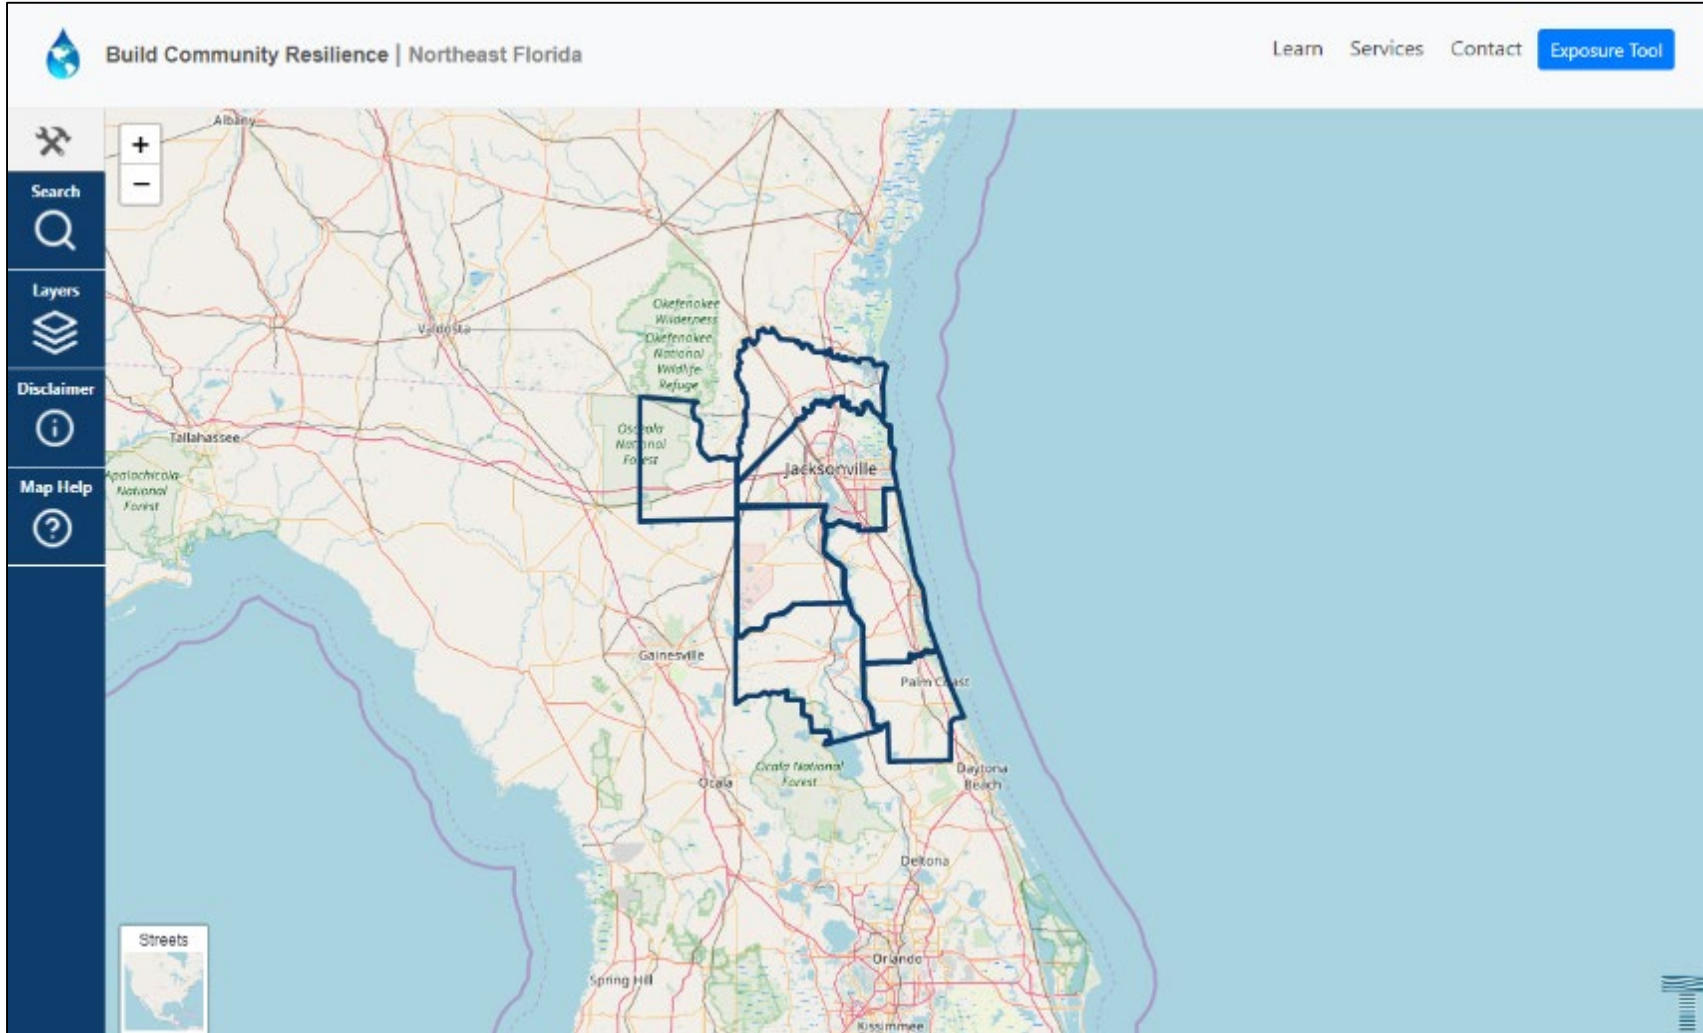 Build Community Resilience | Northeast Florida
Learn Services Contact Exposure Tool
Search
Layers
Disclaimer
Map Help
+
−
Albany
Valdosta
Okefenokee
Wilderness
Okefenokee
National
Wildlife
Refuge
Tallahassee
Apalachicola
National
Forest
Osceola
National
Forest
Jacksonville
Gainesville
Palm Coast
Ocala
Ocala National
Forest
Daytona
Beach
Deltona
Orlando
Spring Hill
Kissimmee
Streets